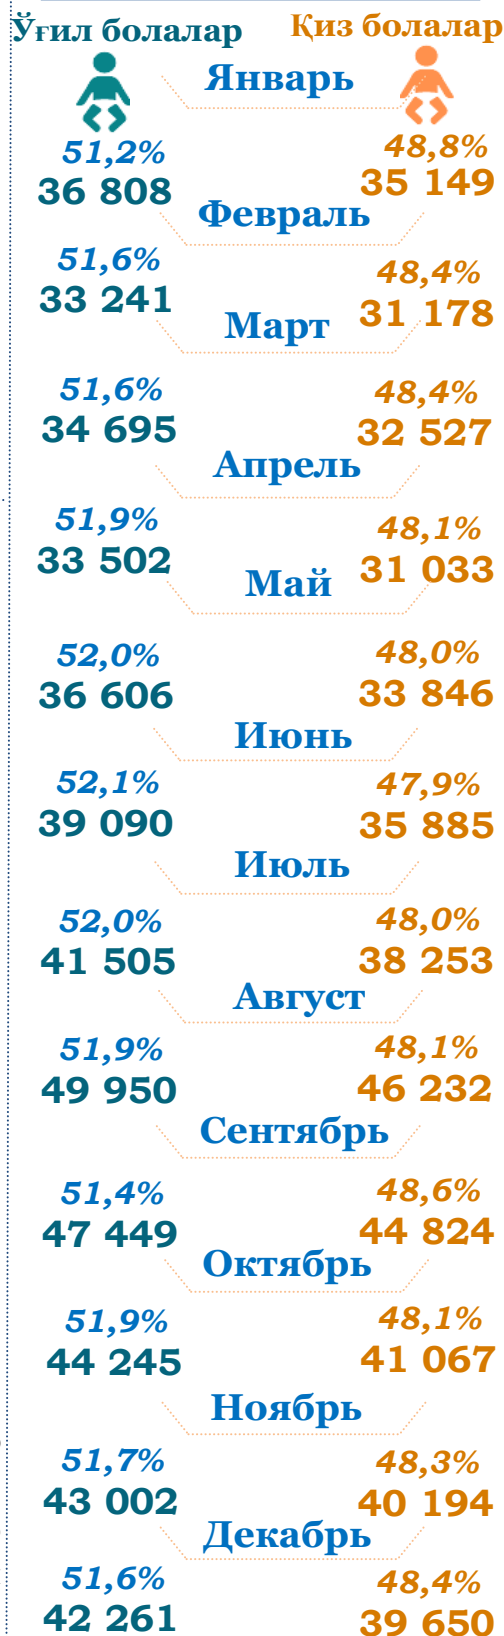 Ўғил болалар Қиз болалар
Январь
51,2% 48,8%
36 808 35 149
Февраль
51,6% 48,4%
33 241 31 178
Март
51,6% 48,4%
34 695 32 527
Апрель
51,9% 48,1%
33 502 31 033
Май
52,0% 48,0%
36 606 33 846
Июнь
52,1% 47,9%
39 090 35 885
Июль
52,0% 48,0%
41 505 38 253
Август
51,9% 48,1%
49 950 46 232
Сентябрь
51,4% 48,6%
47 449 44 824
Октябрь
51,9% 48,1%
44 245 41 067
Ноябрь
51,7% 48,3%
43 002 40 194
Декабрь
51,6% 48,4%
42 261 39 650